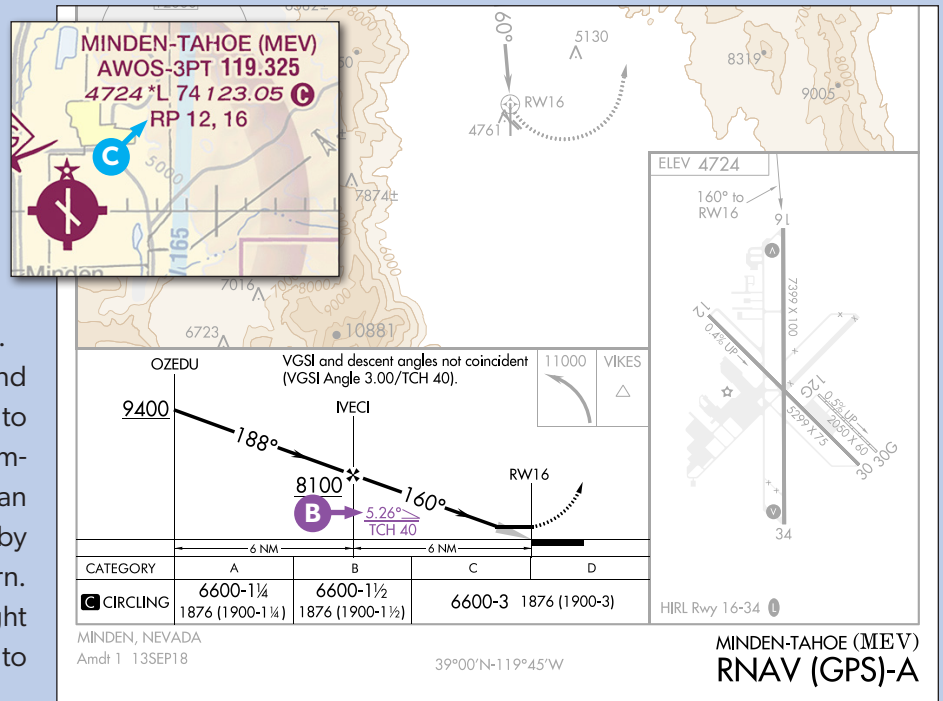 MINDEN-TAHOE (MEV)
AWOS-3PT 119.325
4724 *L 74 123.05 C
RP 12, 16
C
5000
V 165
Minden
60°
RW16
4761
5130
8319
9005
8000
7874±
6000
7016
8000
9000
6723
10881
.
nd
to
m-
an
by
rn.
ght
to
ELEV 4724
160° to
RW16
16
V
7399 X 100
12
0.4% UP
12G
0.5% UP
2050 X 60
5299 X 75
30
30G
V
34
HIRL Rwy 16-34 L
OZEDU
VGSI and descent angles not coincident
(VGSI Angle 3.00/TCH 40).
11000
VIKES
9400
188°
IVECI
8100
160°
RW16
B
5.26°
TCH 40
6 NM
6 NM
CATEGORY A B C D
C CIRCLING 6600-1¼ 6600-1½ 6600-3 1876 (1900-3)
1876 (1900-1¼) 1876 (1900-1½)
MINDEN, NEVADA
Amdt 1 13SEP18
39°00'N-119°45'W
MINDEN-TAHOE (MEV)
RNAV (GPS)-A